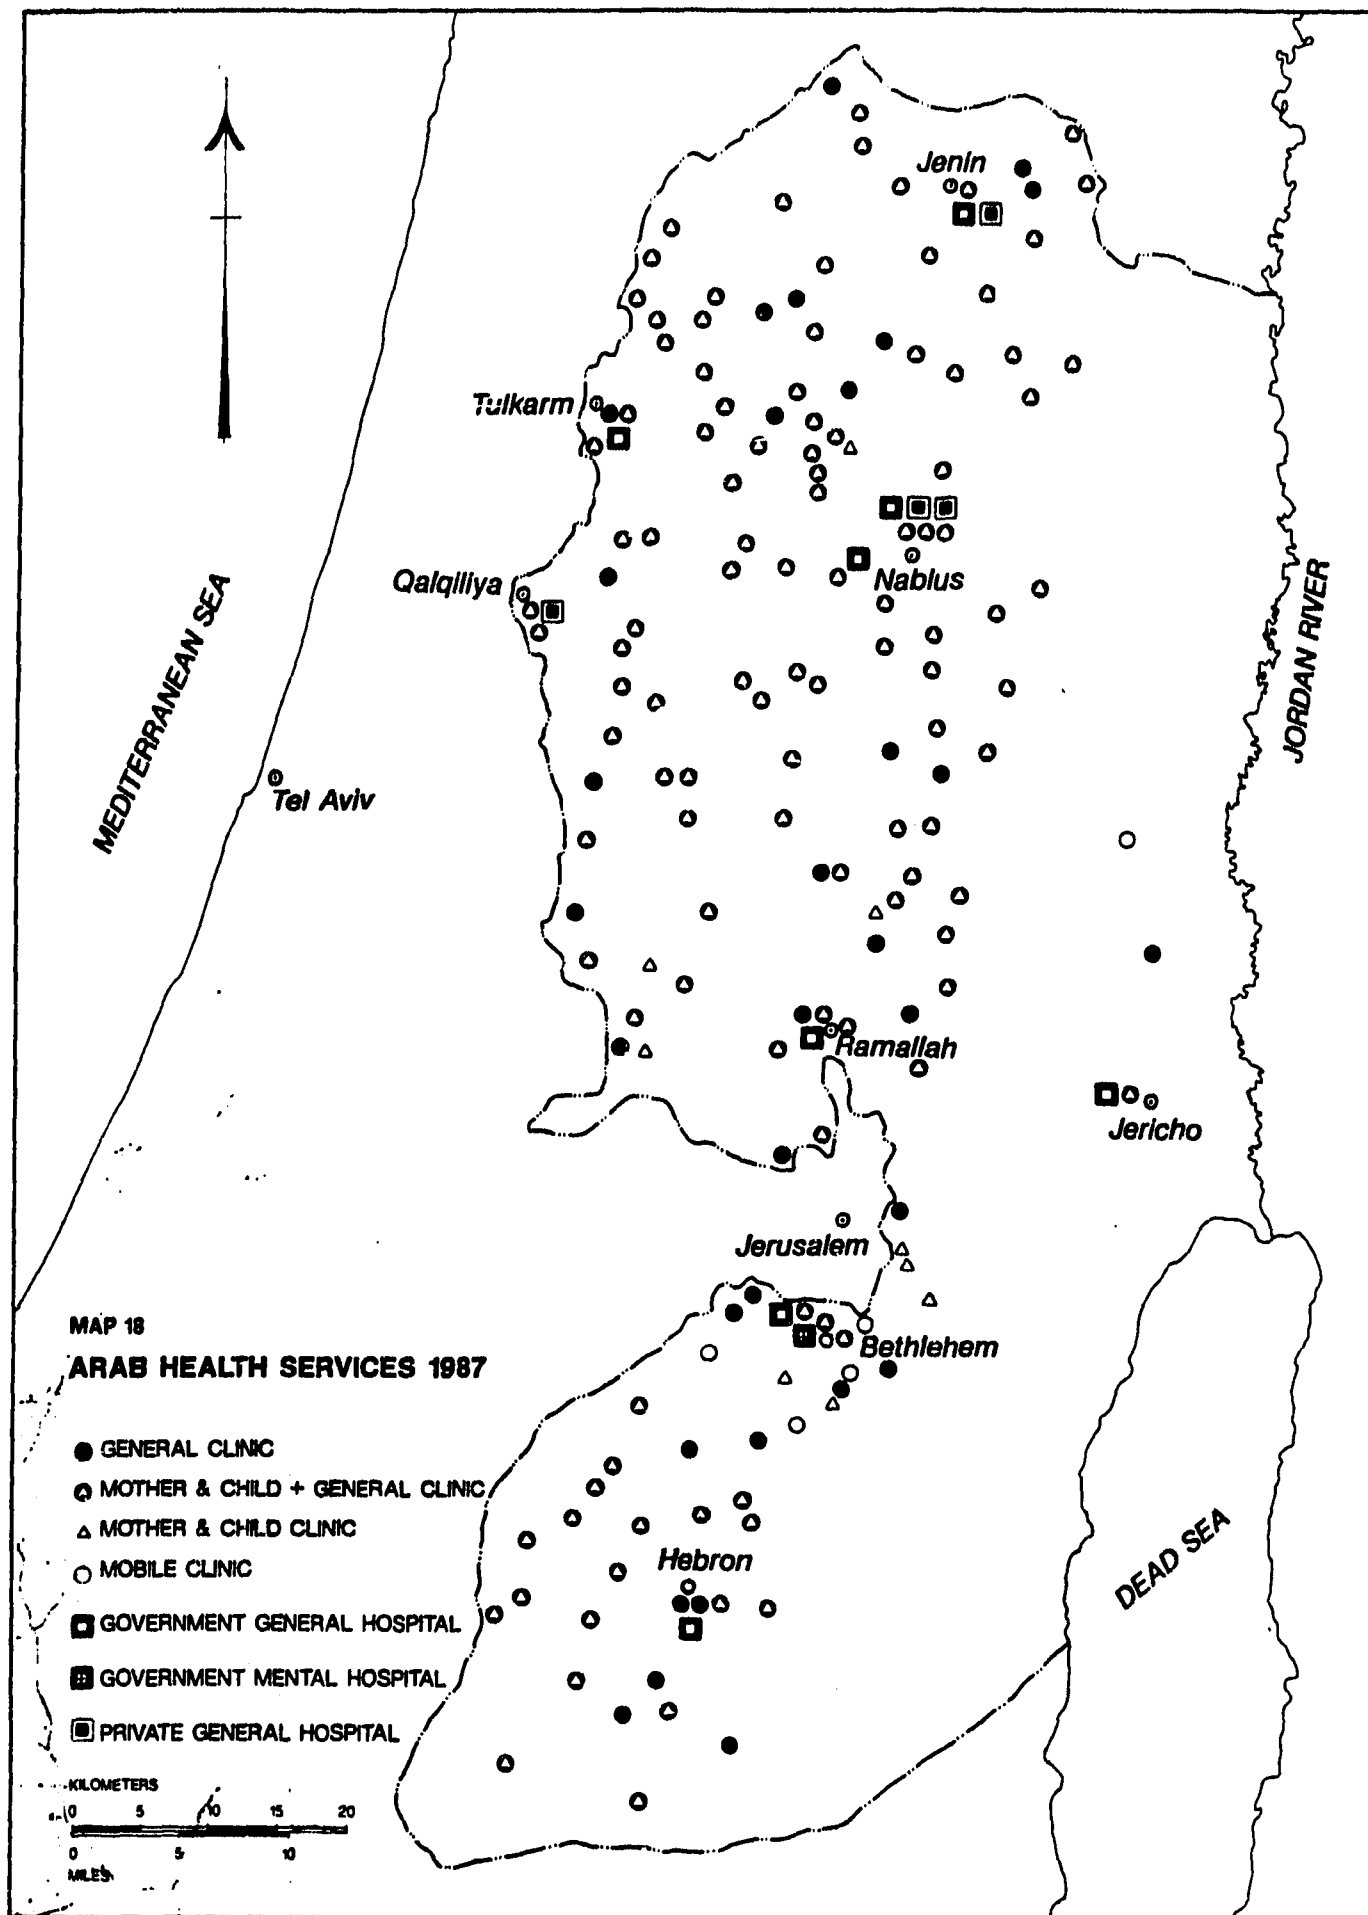 Jenin
Tulkarm
Qalqiliya
Nablus
MEDITERRANEAN SEA
JORDAN RIVER
Tel Aviv
Ramallah
Jericho
Jerusalem
Bethlehem
Hebron
DEAD SEA
MAP 18
ARAB HEALTH SERVICES 1987
GENERAL CLINIC
MOTHER & CHILD + GENERAL CLINIC
MOTHER & CHILD CLINIC
MOBILE CLINIC
GOVERNMENT GENERAL HOSPITAL
GOVERNMENT MENTAL HOSPITAL
PRIVATE GENERAL HOSPITAL
KILOMETERS
0 5 10 15 20
0 5 10
MILES